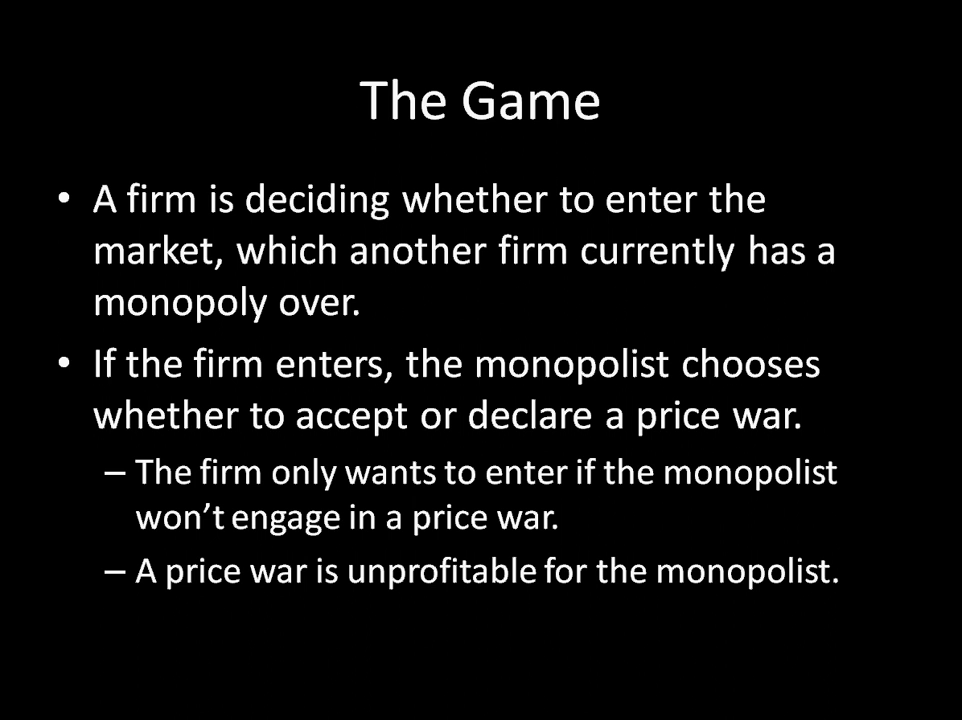 The Game
• A firm is deciding whether to enter the
market, which another firm currently has a
monopoly over.
• If the firm enters, the monopolist chooses
whether to accept or declare a price war.
– The firm only wants to enter if the monopolist
won’t engage in a price war.
– A price war is unprofitable for the monopolist.